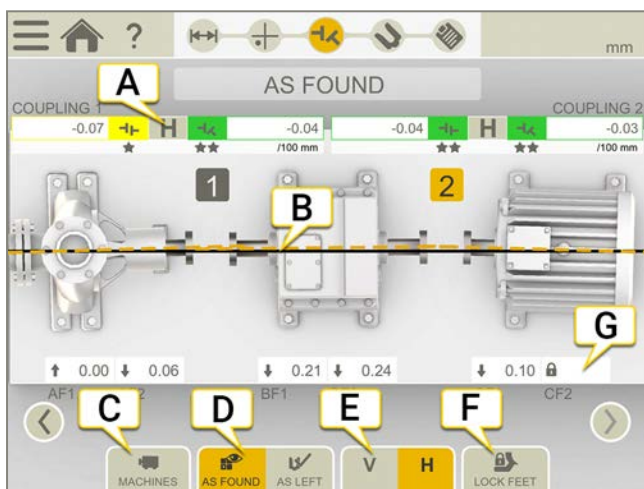 ?
mm
AS FOUND
A
COUPLING 1
COUPLING 2
-0.07 H -0.04
-0.04 H -0.03
/100 mm
/100 mm
1
2
B
G
0.00 0.06
0.21 0.24
0.10
AF1
BF1
CF2
C
D
E
F
MACHINES
AS FOUND
AS LEFT
V
H
LOCK FEET